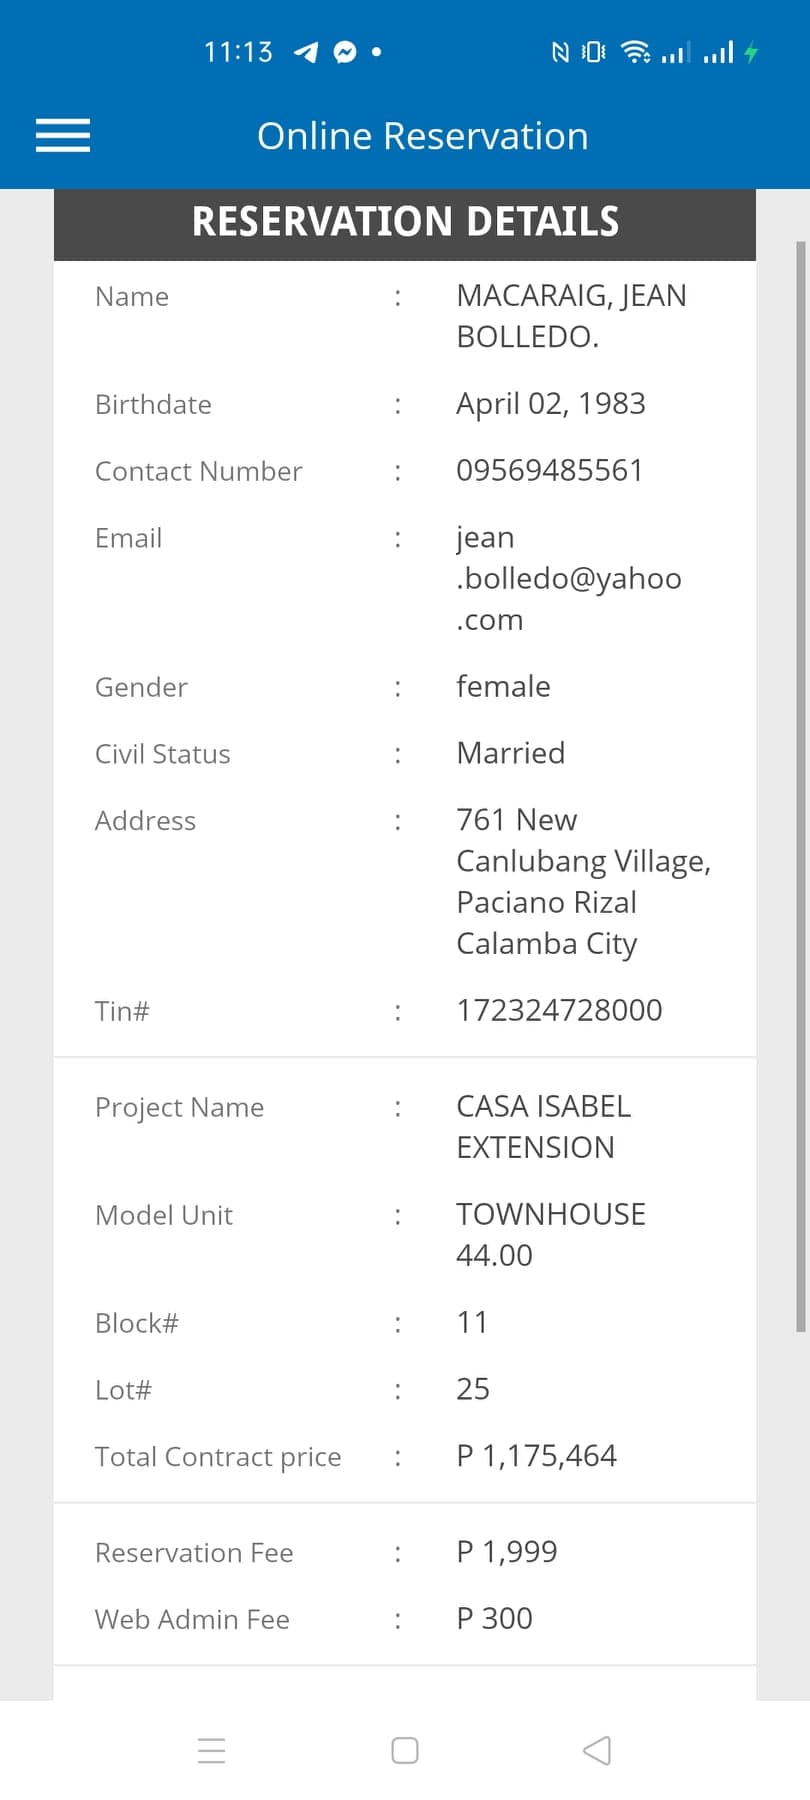 11:13
Online Reservation
RESERVATION DETAILS
Name : MACARAIG, JEAN
BOLLEDO.
Birthdate : April 02, 1983
Contact Number : 09569485561
Email : jean
.bolledo@yahoo
.com
Gender : female
Civil Status : Married
Address : 761 New
Canlubang Village,
Paciano Rizal
Calamba City
Tin# : 172324728000
Project Name : CASA ISABEL
EXTENSION
Model Unit : TOWNHOUSE
44.00
Block# : 11
Lot# : 25
Total Contract price : P 1,175,464
Reservation Fee : P 1,999
Web Admin Fee : P 300